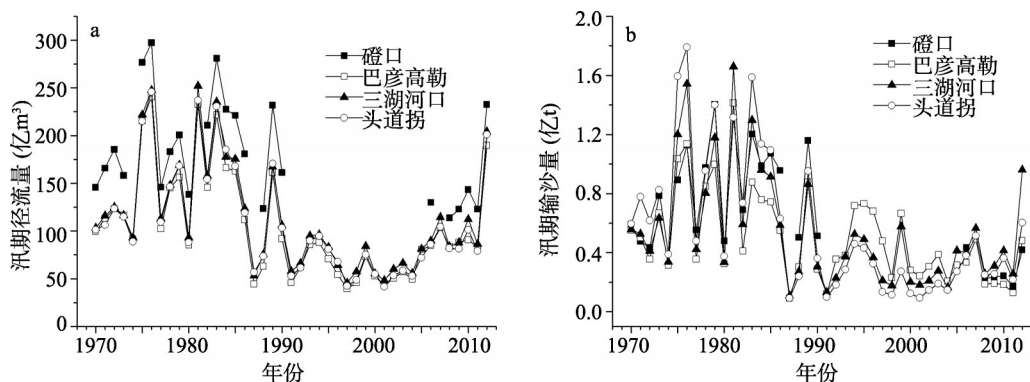 a
汛期径流量 (亿m³)
300
250
200
150
100
50
0
1970
1980
1990
2000
2010
年份
磴口
巴彦高勒
三湖河口
头道拐
b
汛期输沙量 (亿t)
2.0
1.6
1.2
0.8
0.4
0.0
1970
1980
1990
2000
2010
年份
磴口
巴彦高勒
三湖河口
头道拐